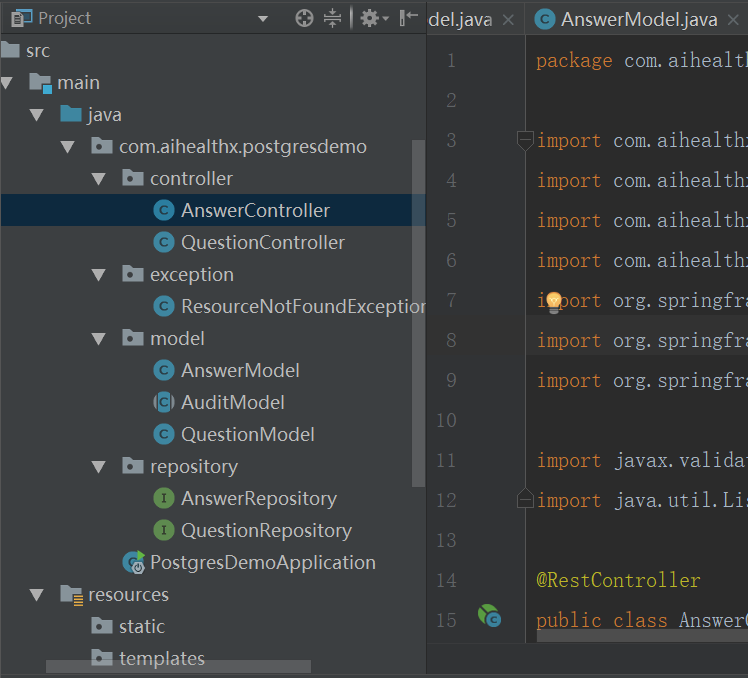 Project
src
main
java
com.aihealthx.postgresdemo
controller
AnswerController
QuestionController
exception
ResourceNotFoundException
model
AnswerModel
AuditModel
QuestionModel
repository
AnswerRepository
QuestionRepository
PostgresDemoApplication
resources
static
templates
del.java
AnswerModel.java
1 package com.aihealth
2
3 import com.aihealthx
4 import com.aihealthx
5 import com.aihealthx
6 import com.aihealthx
7 import org.springfra
8 import org.springfra
9 import org.springfra
10
11 import javax.valida
12 import java.util.Lis
13
14 @RestController
15 public class AnswerC